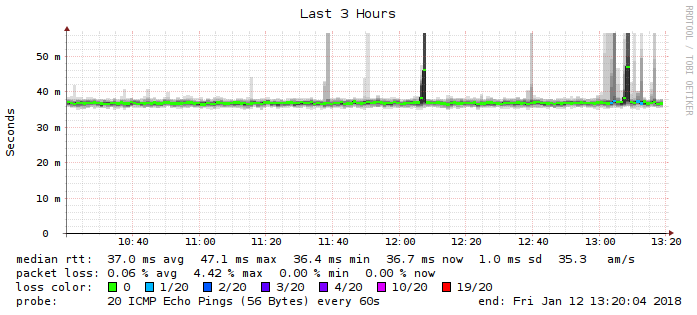 Last 3 Hours
RRDTOOL / TOBI OETIKER
Seconds
50 m
40 m
30 m
20 m
10 m
0
10:40 11:00 11:20 11:40 12:00 12:20 12:40 13:00 13:20
median rtt: 37.0 ms avg 47.1 ms max 36.4 ms min 36.7 ms now 1.0 ms sd 35.3 am/s
packet loss: 0.06 % avg 4.42 % max 0.00 % min 0.00 % now
loss color: 0 1/20 2/20 3/20 4/20 10/20 19/20
probe: 20 ICMP Echo Pings (56 Bytes) every 60s end: Fri Jan 12 13:20:04 2018